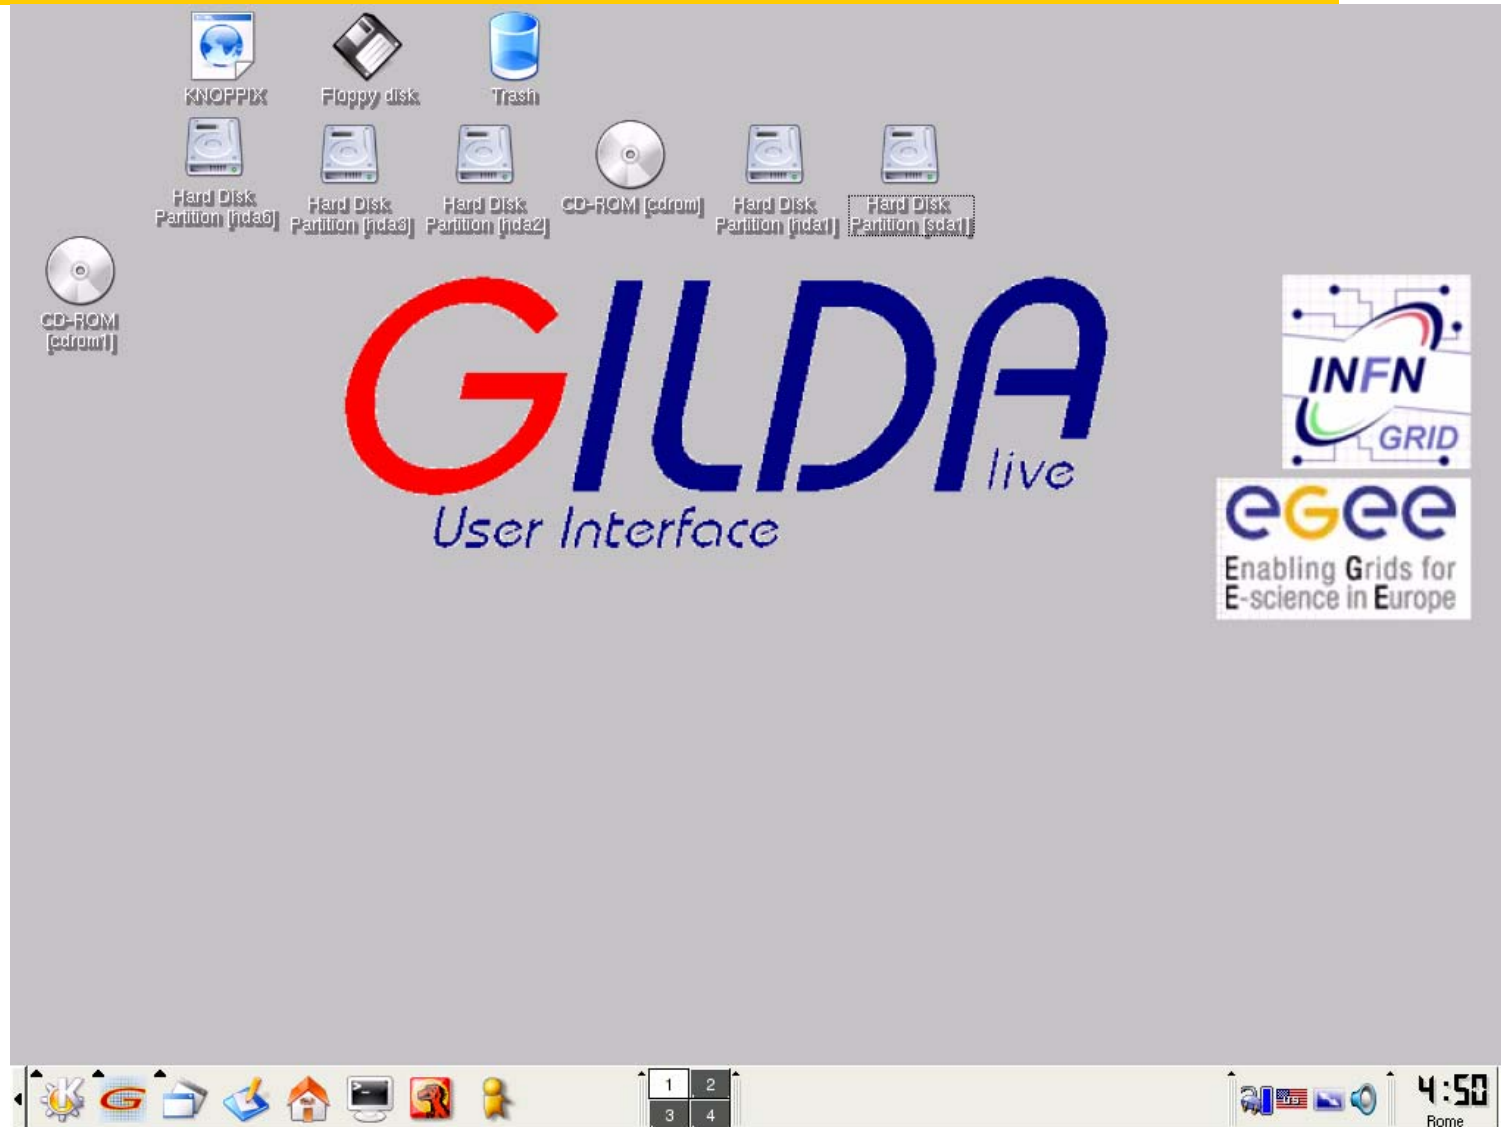 KNOPPIX
Floppy disk
Trash
Hard Disk
Partition [hda6]
Hard Disk
Partition [hda3]
Hard Disk
Partition [hda2]
CD-ROM [cdrom]
Hard Disk
Partition [hda1]
Hard Disk
Partition [sda1]
CD-ROM
[cdrom1]
GILDA
live
User Interface
INFN
GRID
egee
Enabling Grids for
E-science in Europe
1 2
3 4
us
4:50
Rome